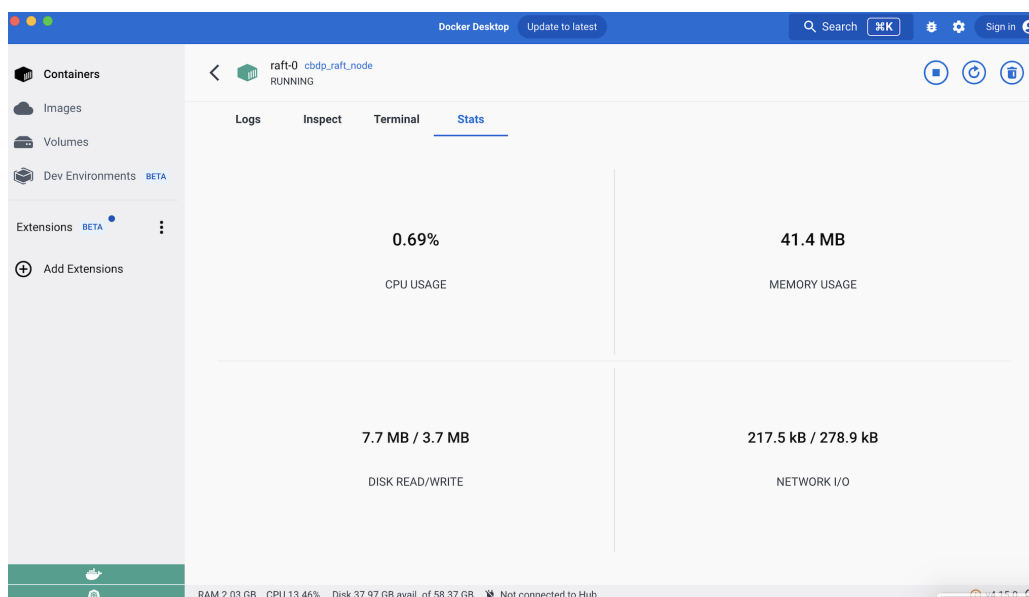 Docker Desktop Update to latest Search ⌘K Sign in
Containers
Images
Volumes
Dev Environments BETA
Extensions BETA
Add Extensions
raft-0 cbdp_raft_node
RUNNING
Logs Inspect Terminal Stats
0.69%
CPU USAGE
41.4 MB
MEMORY USAGE
7.7 MB / 3.7 MB
DISK READ/WRITE
217.5 kB / 278.9 kB
NETWORK I/O
RAM 2.03 GB CPU 13.46% Disk 37.97 GB avail. of 58.37 GB Not connected to Hub v4.15.0